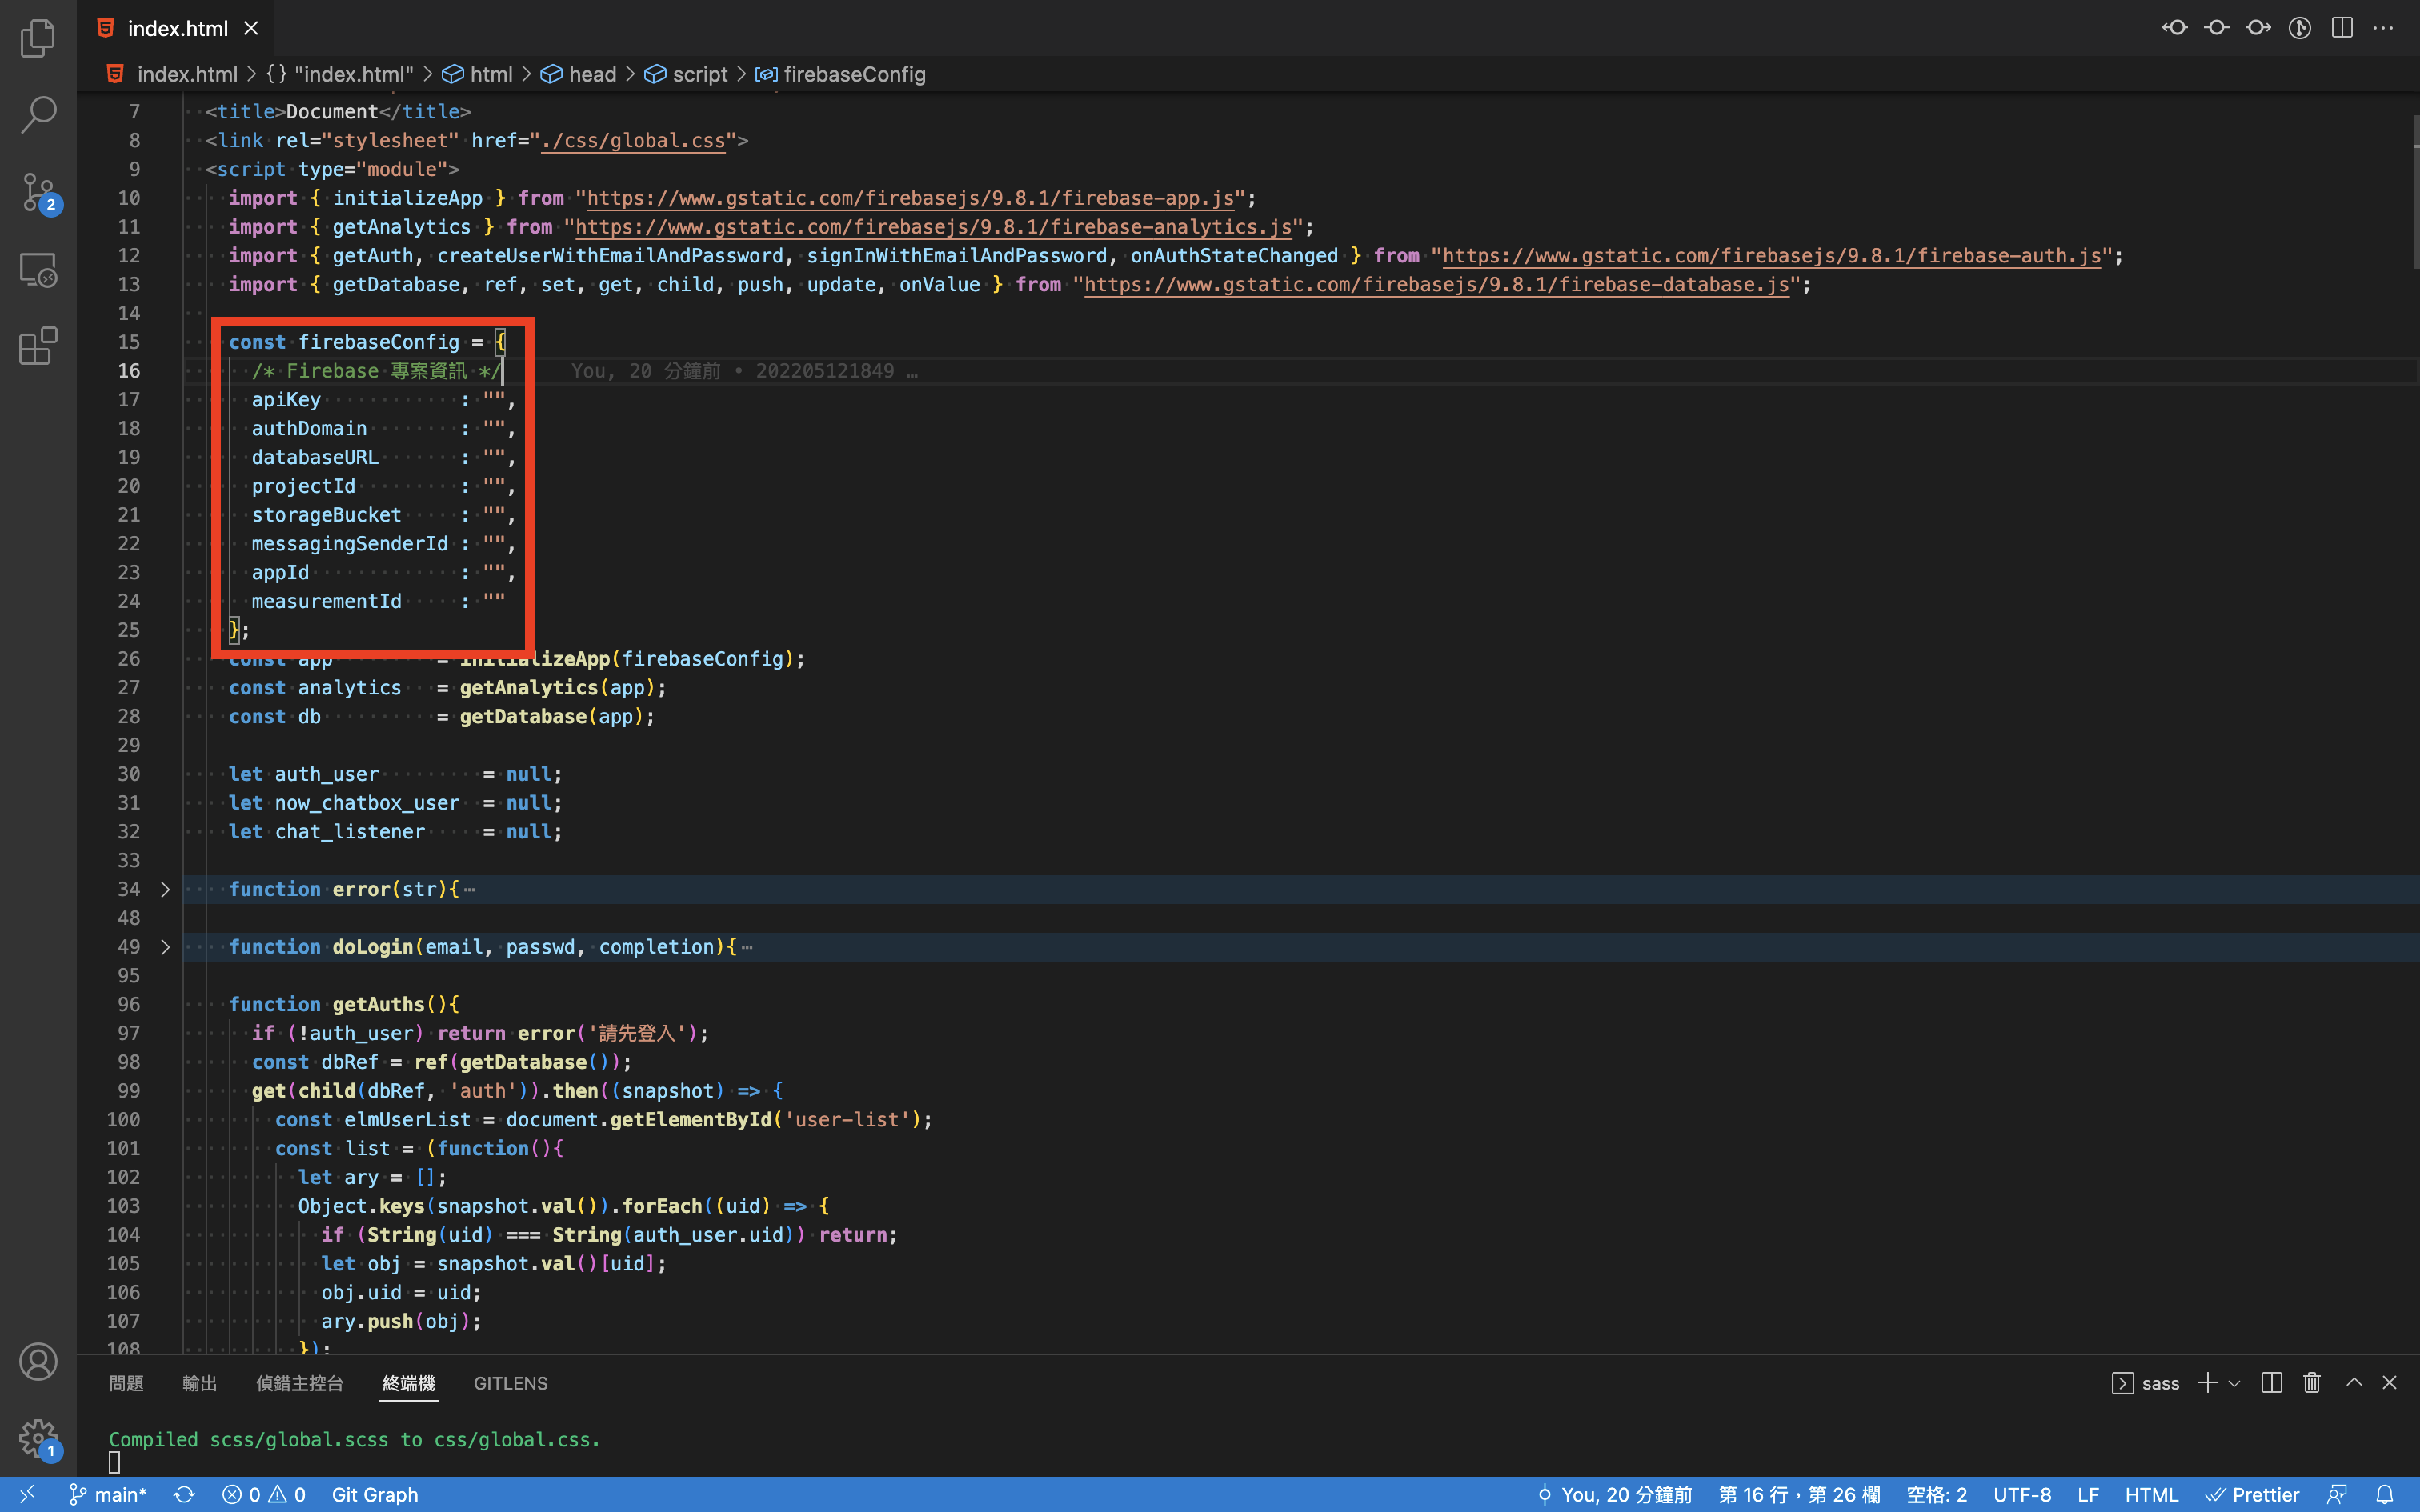 index.html
index.html > {} "index.html" > html > head > script > firebaseConfig
7 <title>Document</title>
8 <link rel="stylesheet" href="./css/global.css">
9 <script type="module">
10 import { initializeApp } from "https://www.gstatic.com/firebasejs/9.8.1/firebase-app.js";
11 import { getAnalytics } from "https://www.gstatic.com/firebasejs/9.8.1/firebase-analytics.js";
12 import { getAuth, createUserWithEmailAndPassword, signInWithEmailAndPassword, onAuthStateChanged } from "https://www.gstatic.com/firebasejs/9.8.1/firebase-auth.js";
13 import { getDatabase, ref, set, get, child, push, update, onValue } from "https://www.gstatic.com/firebasejs/9.8.1/firebase-database.js";
14
15 const firebaseConfig = {
16 /* Firebase 專案資訊 */ You, 20 分鐘前 • 202205121849 …
17 apiKey : "",
18 authDomain : "",
19 databaseURL : "",
20 projectId : "",
21 storageBucket : "",
22 messagingSenderId : "",
23 appId : "",
24 measurementId : ""
25 };
26 const app = initializeApp(firebaseConfig);
27 const analytics = getAnalytics(app);
28 const db = getDatabase(app);
29
30 let auth_user = null;
31 let now_chatbox_user = null;
32 let chat_listener = null;
33
34 function error(str){ …
48
49 function doLogin(email, passwd, completion){ …
95
96 function getAuths(){
97 if (!auth_user) return error('請先登入');
98 const dbRef = ref(getDatabase());
99 get(child(dbRef, 'auth')).then((snapshot) => {
100 const elmUserList = document.getElementById('user-list');
101 const list = (function(){
102 let ary = [];
103 Object.keys(snapshot.val()).forEach((uid) => {
104 if (String(uid) === String(auth_user.uid)) return;
105 let obj = snapshot.val()[uid];
106 obj.uid = uid;
107 ary.push(obj);
108 });
問題 輸出 偵錯主控台 終端機 GITLENS sass
Compiled scss/global.scss to css/global.css.
main* 0 0 Git Graph You, 20 分鐘前 第 16 行，第 26 欄 空格: 2 UTF-8 LF HTML Prettier
2
1